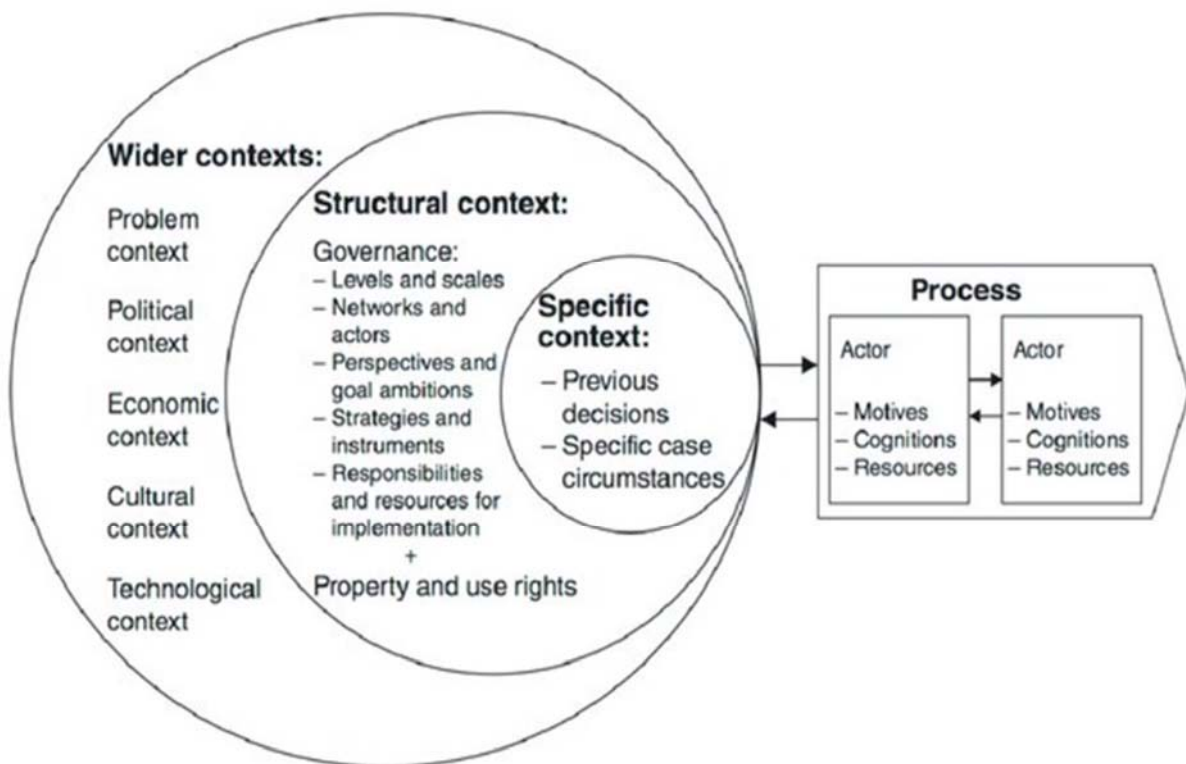 Wider contexts:
Problem
context
Political
context
Economic
context
Cultural
context
Technological
context
Structural context:
Governance:
– Levels and scales
– Networks and
actors
– Perspectives and
goal ambitions
– Strategies and
instruments
– Responsibilities
and resources for
implementation
+
Property and use rights
Specific
context:
– Previous
decisions
– Specific case
circumstances
Process
Actor
– Motives
– Cognitions
– Resources
Actor
– Motives
– Cognitions
– Resources